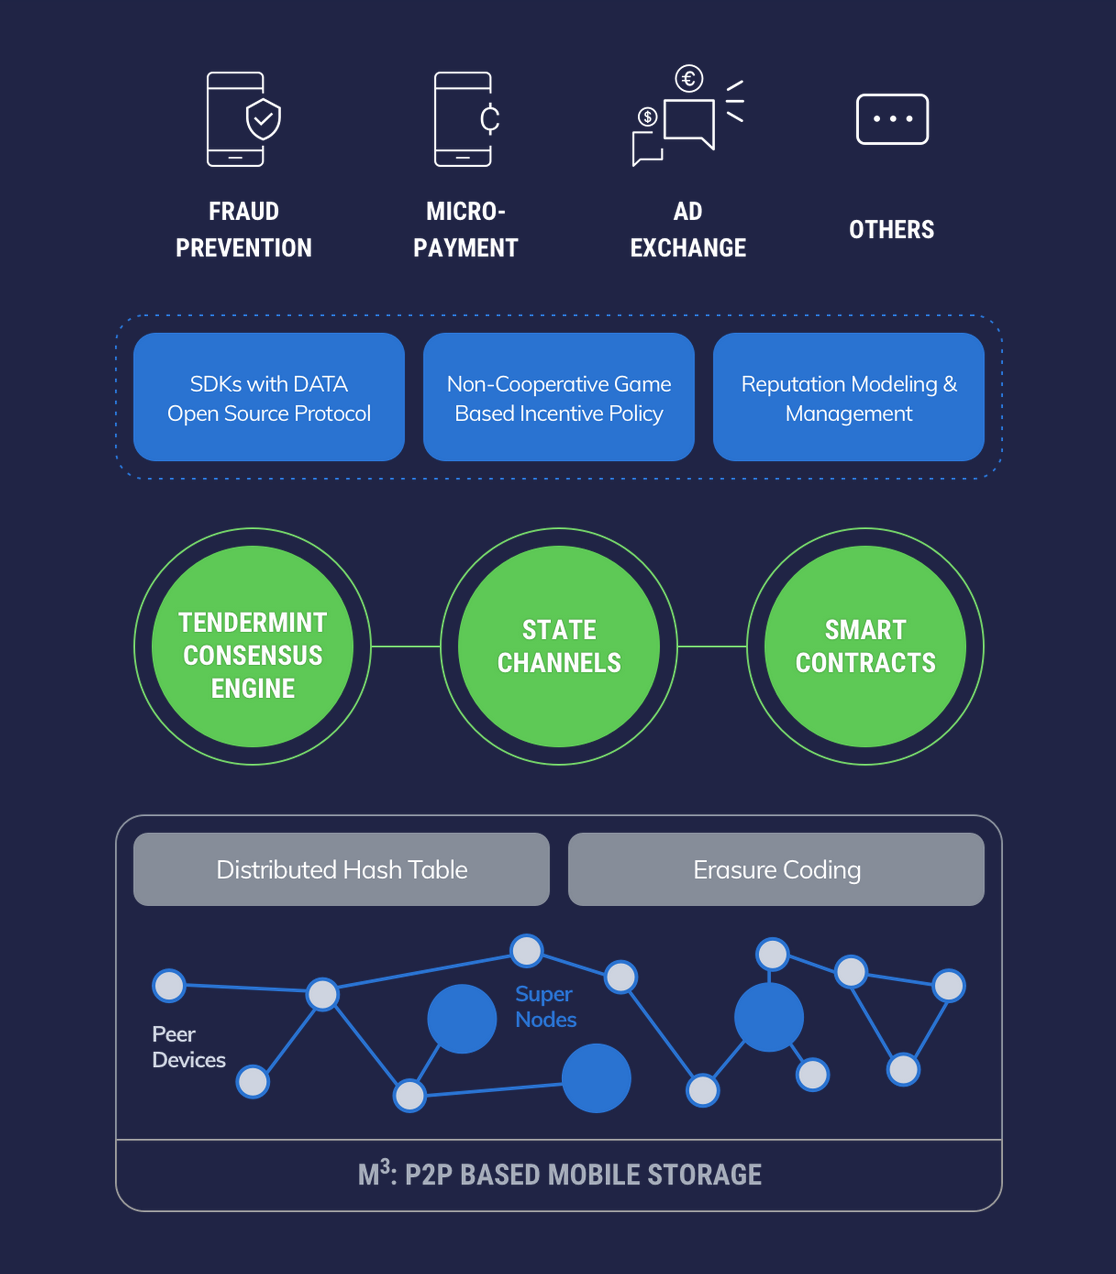 FRAUD
PREVENTION
MICRO-
PAYMENT
AD
EXCHANGE
OTHERS
SDKs with DATA
Open Source Protocol
Non-Cooperative Game
Based Incentive Policy
Reputation Modeling &
Management
TENDERMINT
CONSENSUS
ENGINE
STATE
CHANNELS
SMART
CONTRACTS
Distributed Hash Table
Erasure Coding
Super
Nodes
Peer
Devices
M³: P2P BASED MOBILE STORAGE